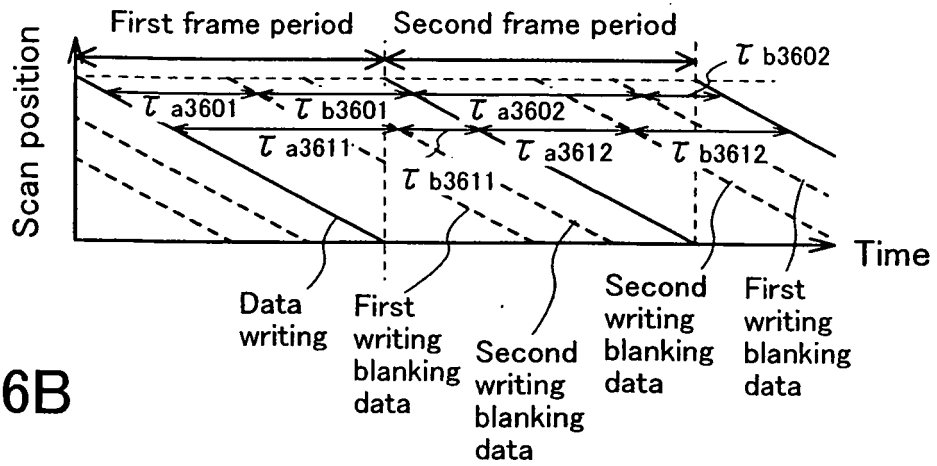 First frame period Second frame period
τ b3602
Scan position
τ a3601 τ b3601 τ a3602
τ a3611 τ a3612 τ b3612
τ b3611
Time
Data
writing
First
writing
blanking
data
Second
writing
blanking
data
Second
writing
blanking
data
First
writing
blanking
data
6B